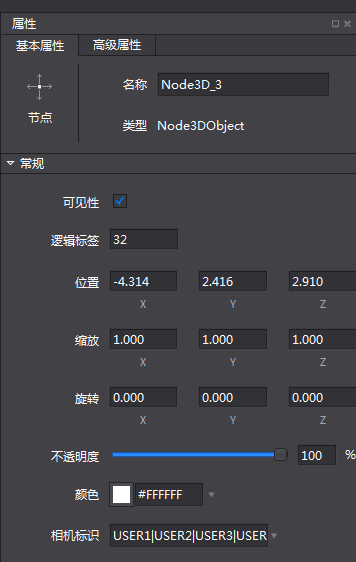 属性
基本属性 高级属性
名称 Node3D_3
节点
类型 Node3DObject
常规
可见性
逻辑标签 32
位置 -4.314 2.416 2.910
X Y Z
缩放 1.000 1.000 1.000
X Y Z
旋转 0.000 0.000 0.000
X Y Z
不透明度 100 %
颜色 #FFFFFF
相机标识 USER1|USER2|USER3|USER